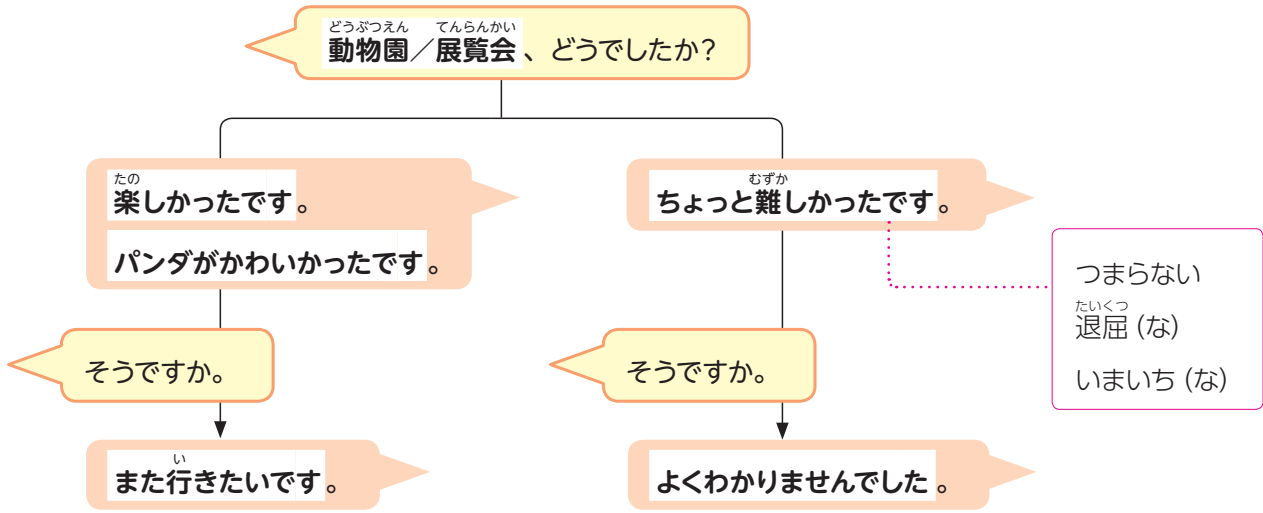 どうぶつえん てんらんかい
動物園／展覧会、どうでしたか？
たの
楽しかったです。
パンダがかわいかったです。
そうですか。
い
また行きたいです。
むずか
ちょっと難しかったです。
つまらない
たいくつ
退屈（な）
いまいち（な）
そうですか。
よくわかりませんでした。